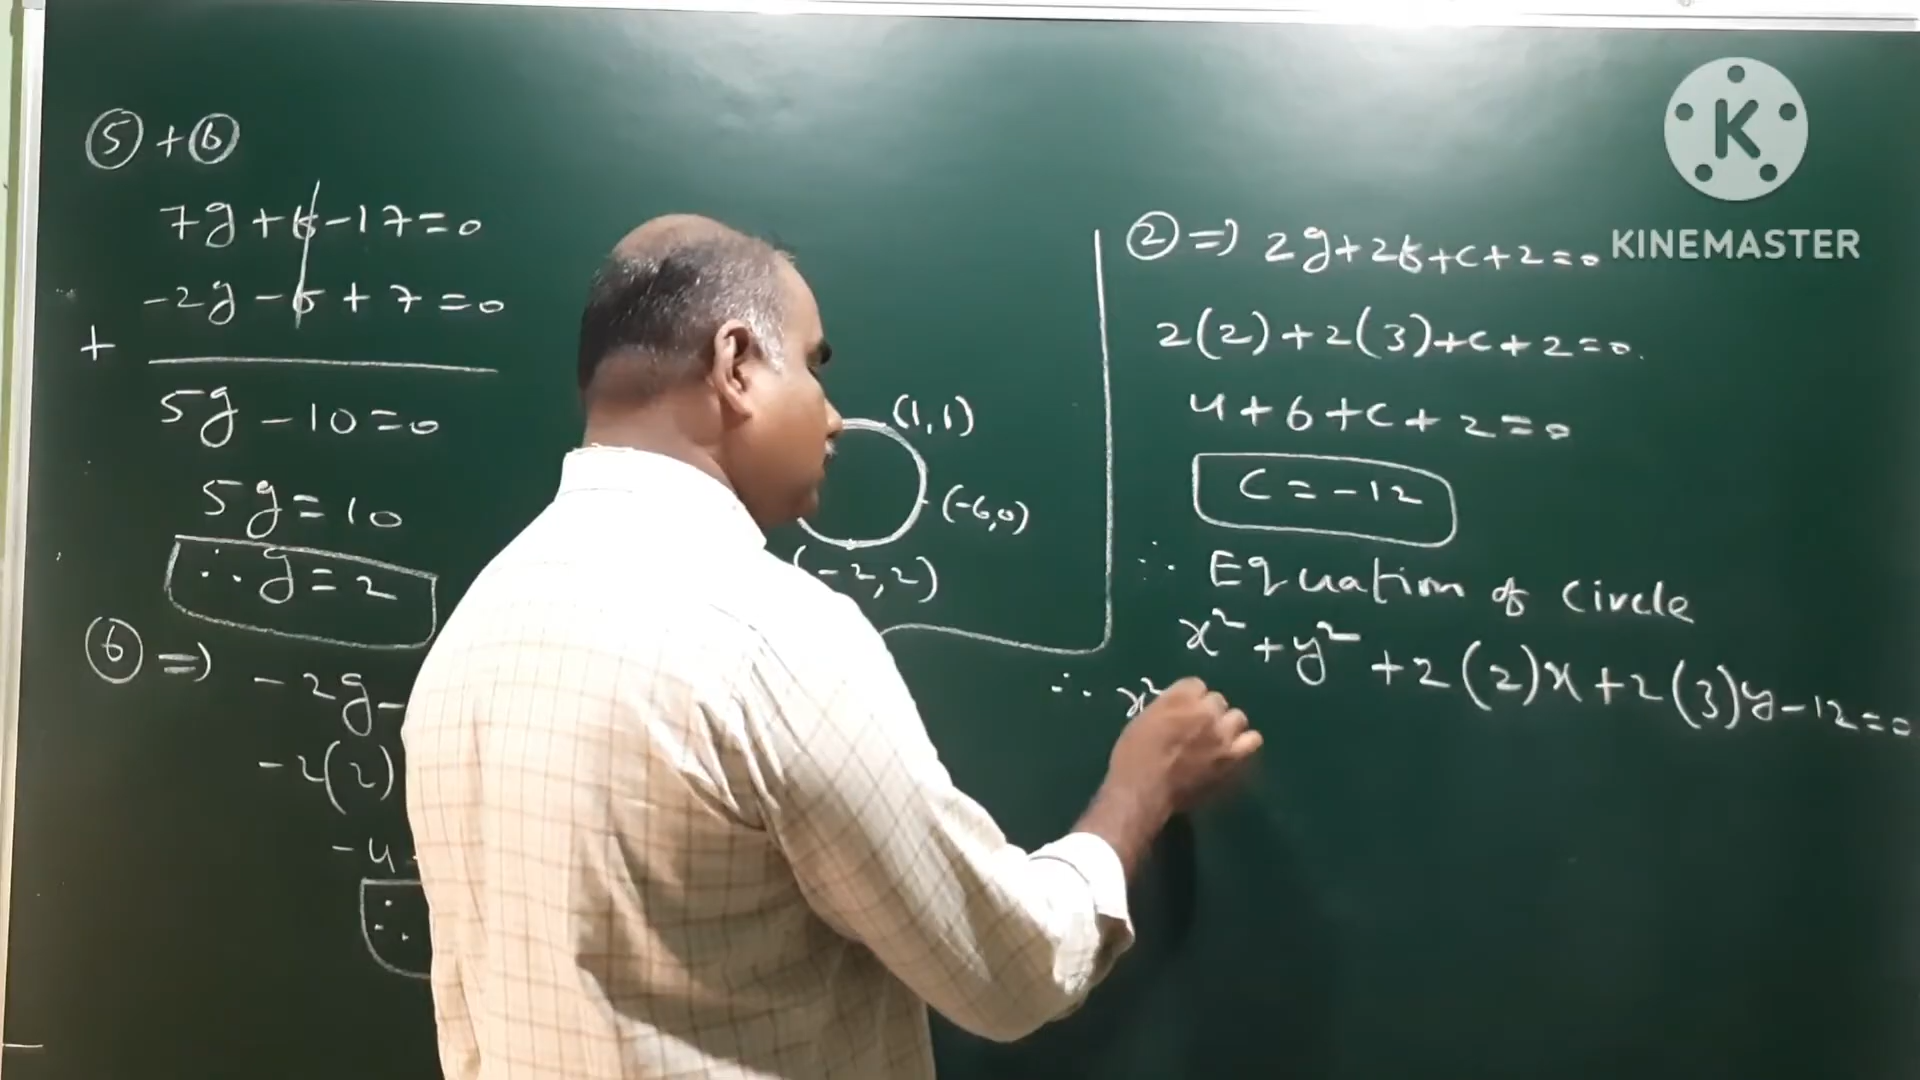 ⑤ + ⑥
7g + f - 17 = 0
-2g - f + 7 = 0
+
5g - 10 = 0
5g = 10
∴ g = 2
⑥ ⇒ -2g -
-2(2)
-4
∴
(1,1)
(-6,0)
(-2,2)
② ⇒ 2g + 2f + c + 2 = 0
2(2) + 2(3) + c + 2 = 0.
4 + 6 + c + 2 = 0
c = -12
∴ Equation of circle
x² + y² + 2(2)x + 2(3)y - 12 = 0
∴ x²
K
KINEMASTER